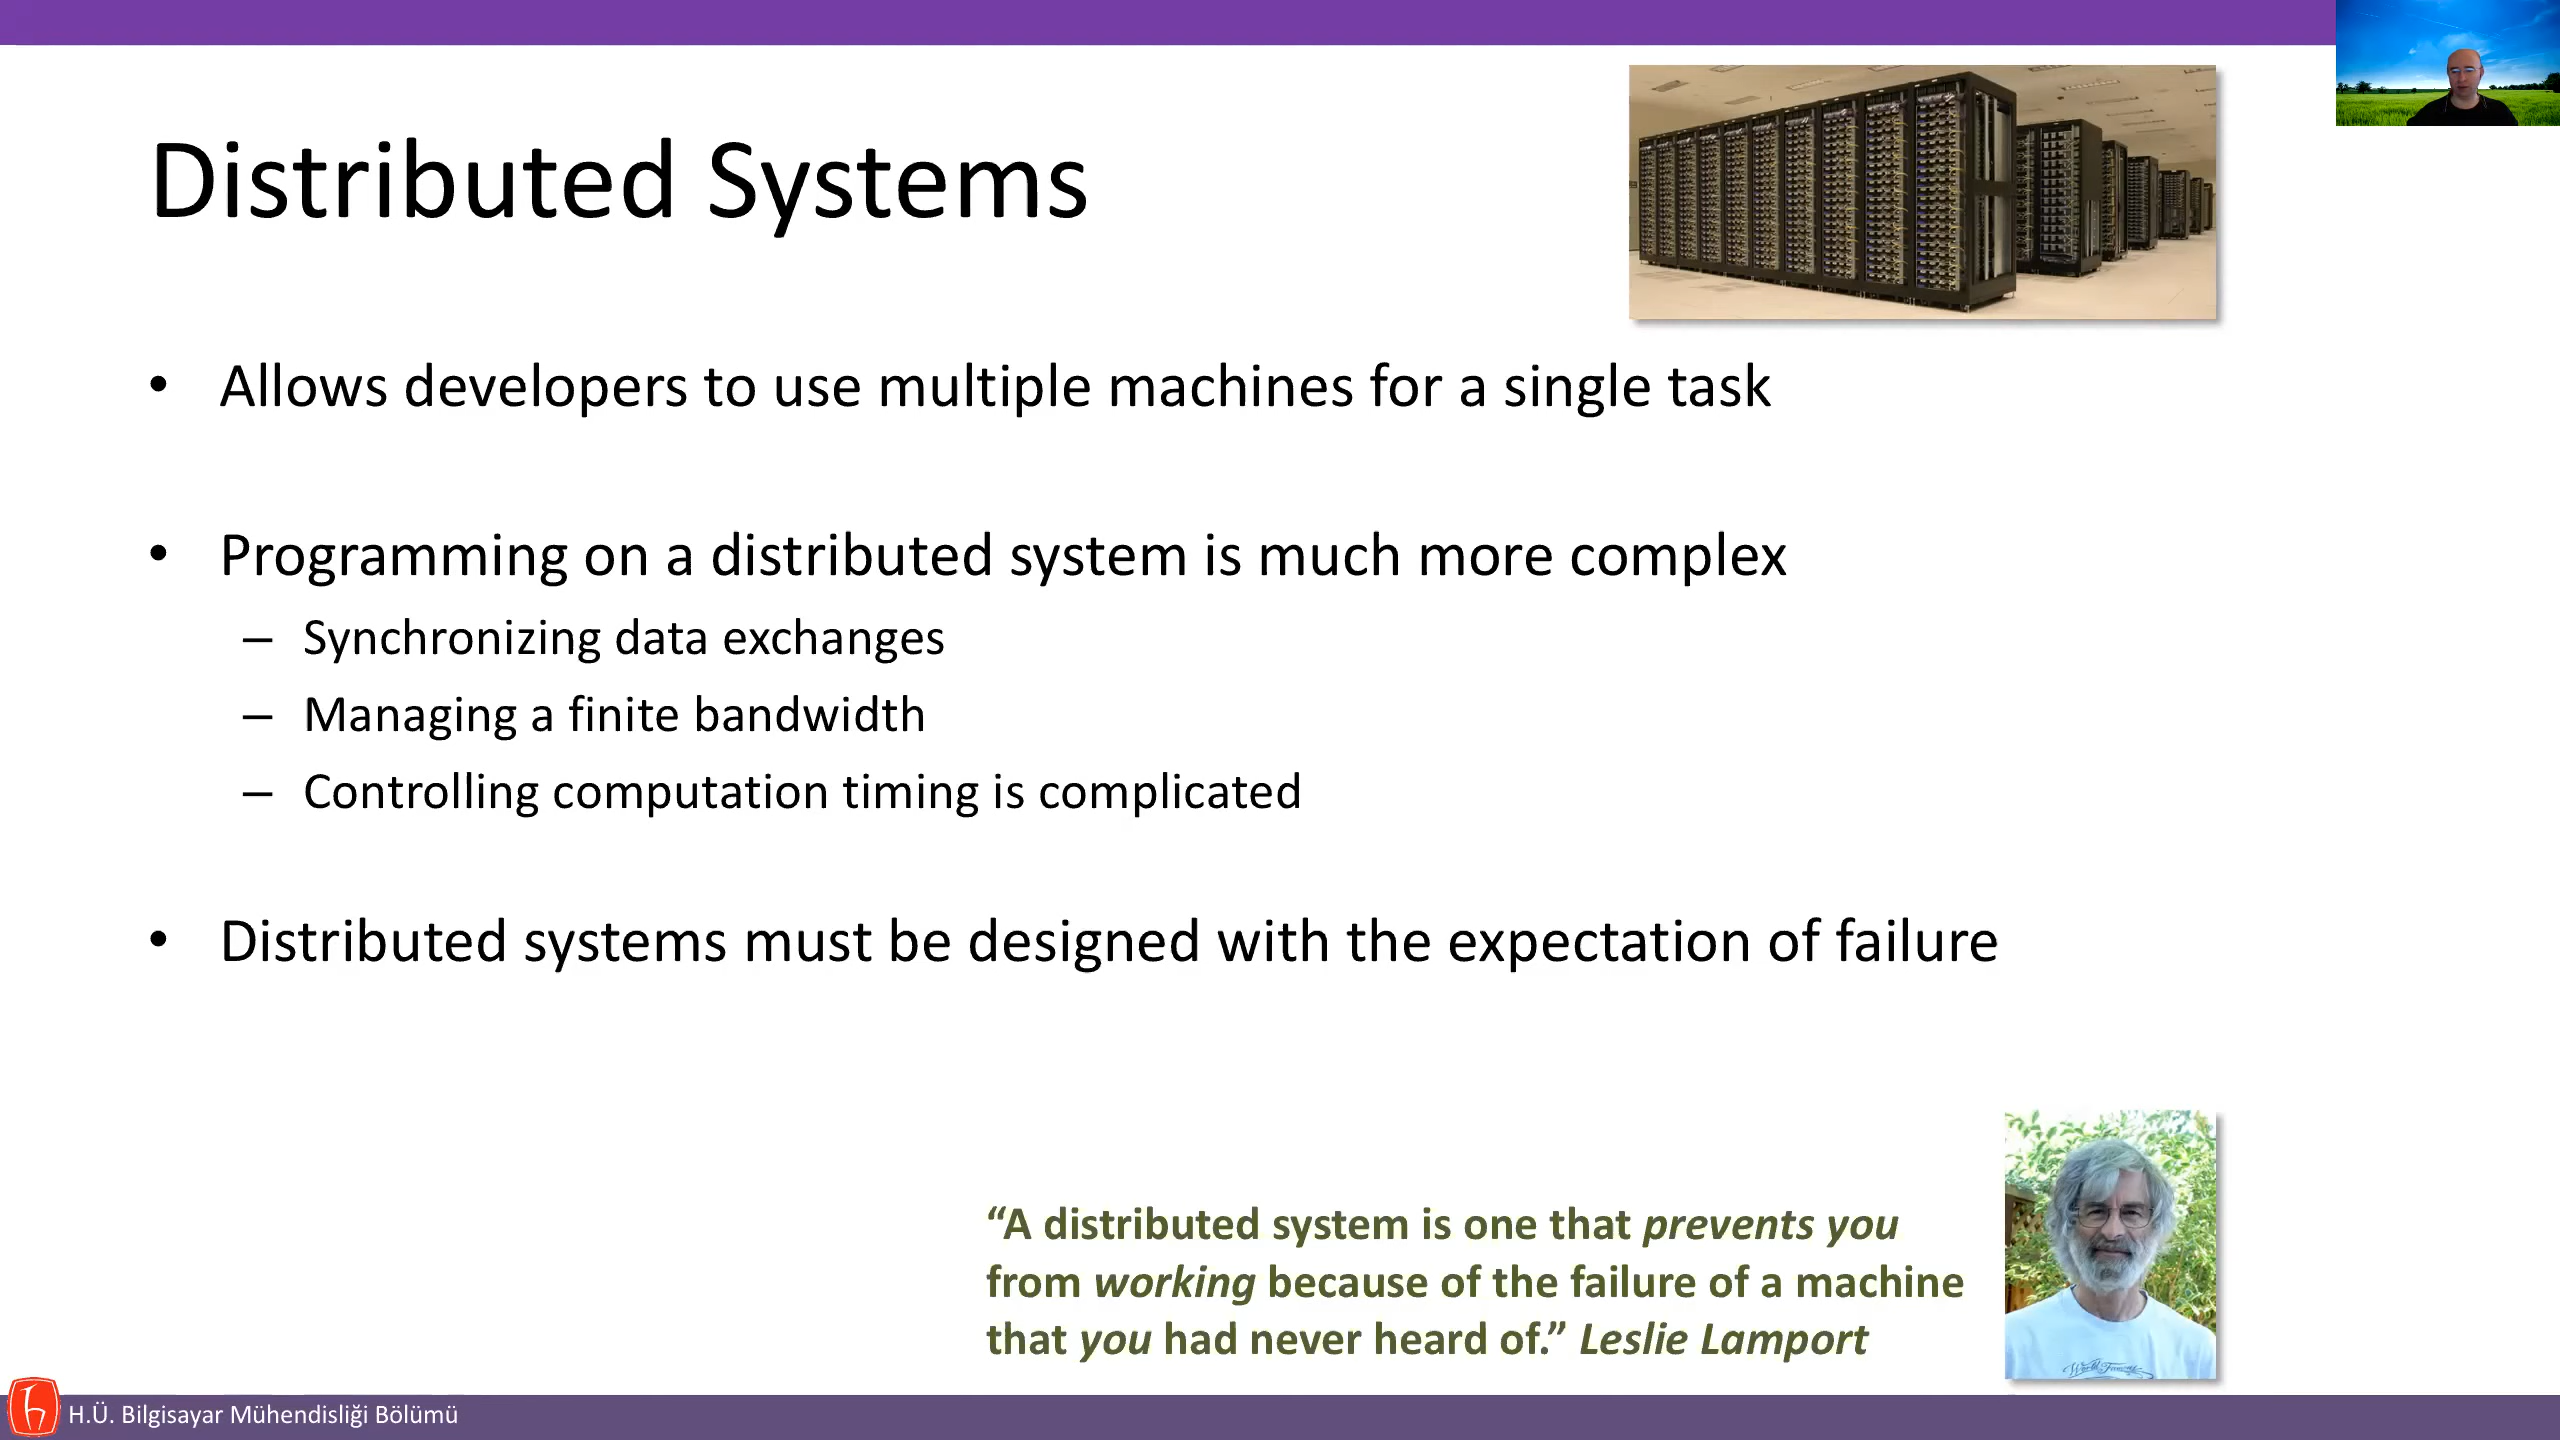 Distributed Systems
• Allows developers to use multiple machines for a single task
• Programming on a distributed system is much more complex
– Synchronizing data exchanges
– Managing a finite bandwidth
– Controlling computation timing is complicated
• Distributed systems must be designed with the expectation of failure
“A distributed system is one that prevents you
from working because of the failure of a machine
that you had never heard of.” Leslie Lamport
H.Ü. Bilgisayar Mühendisliği Bölümü